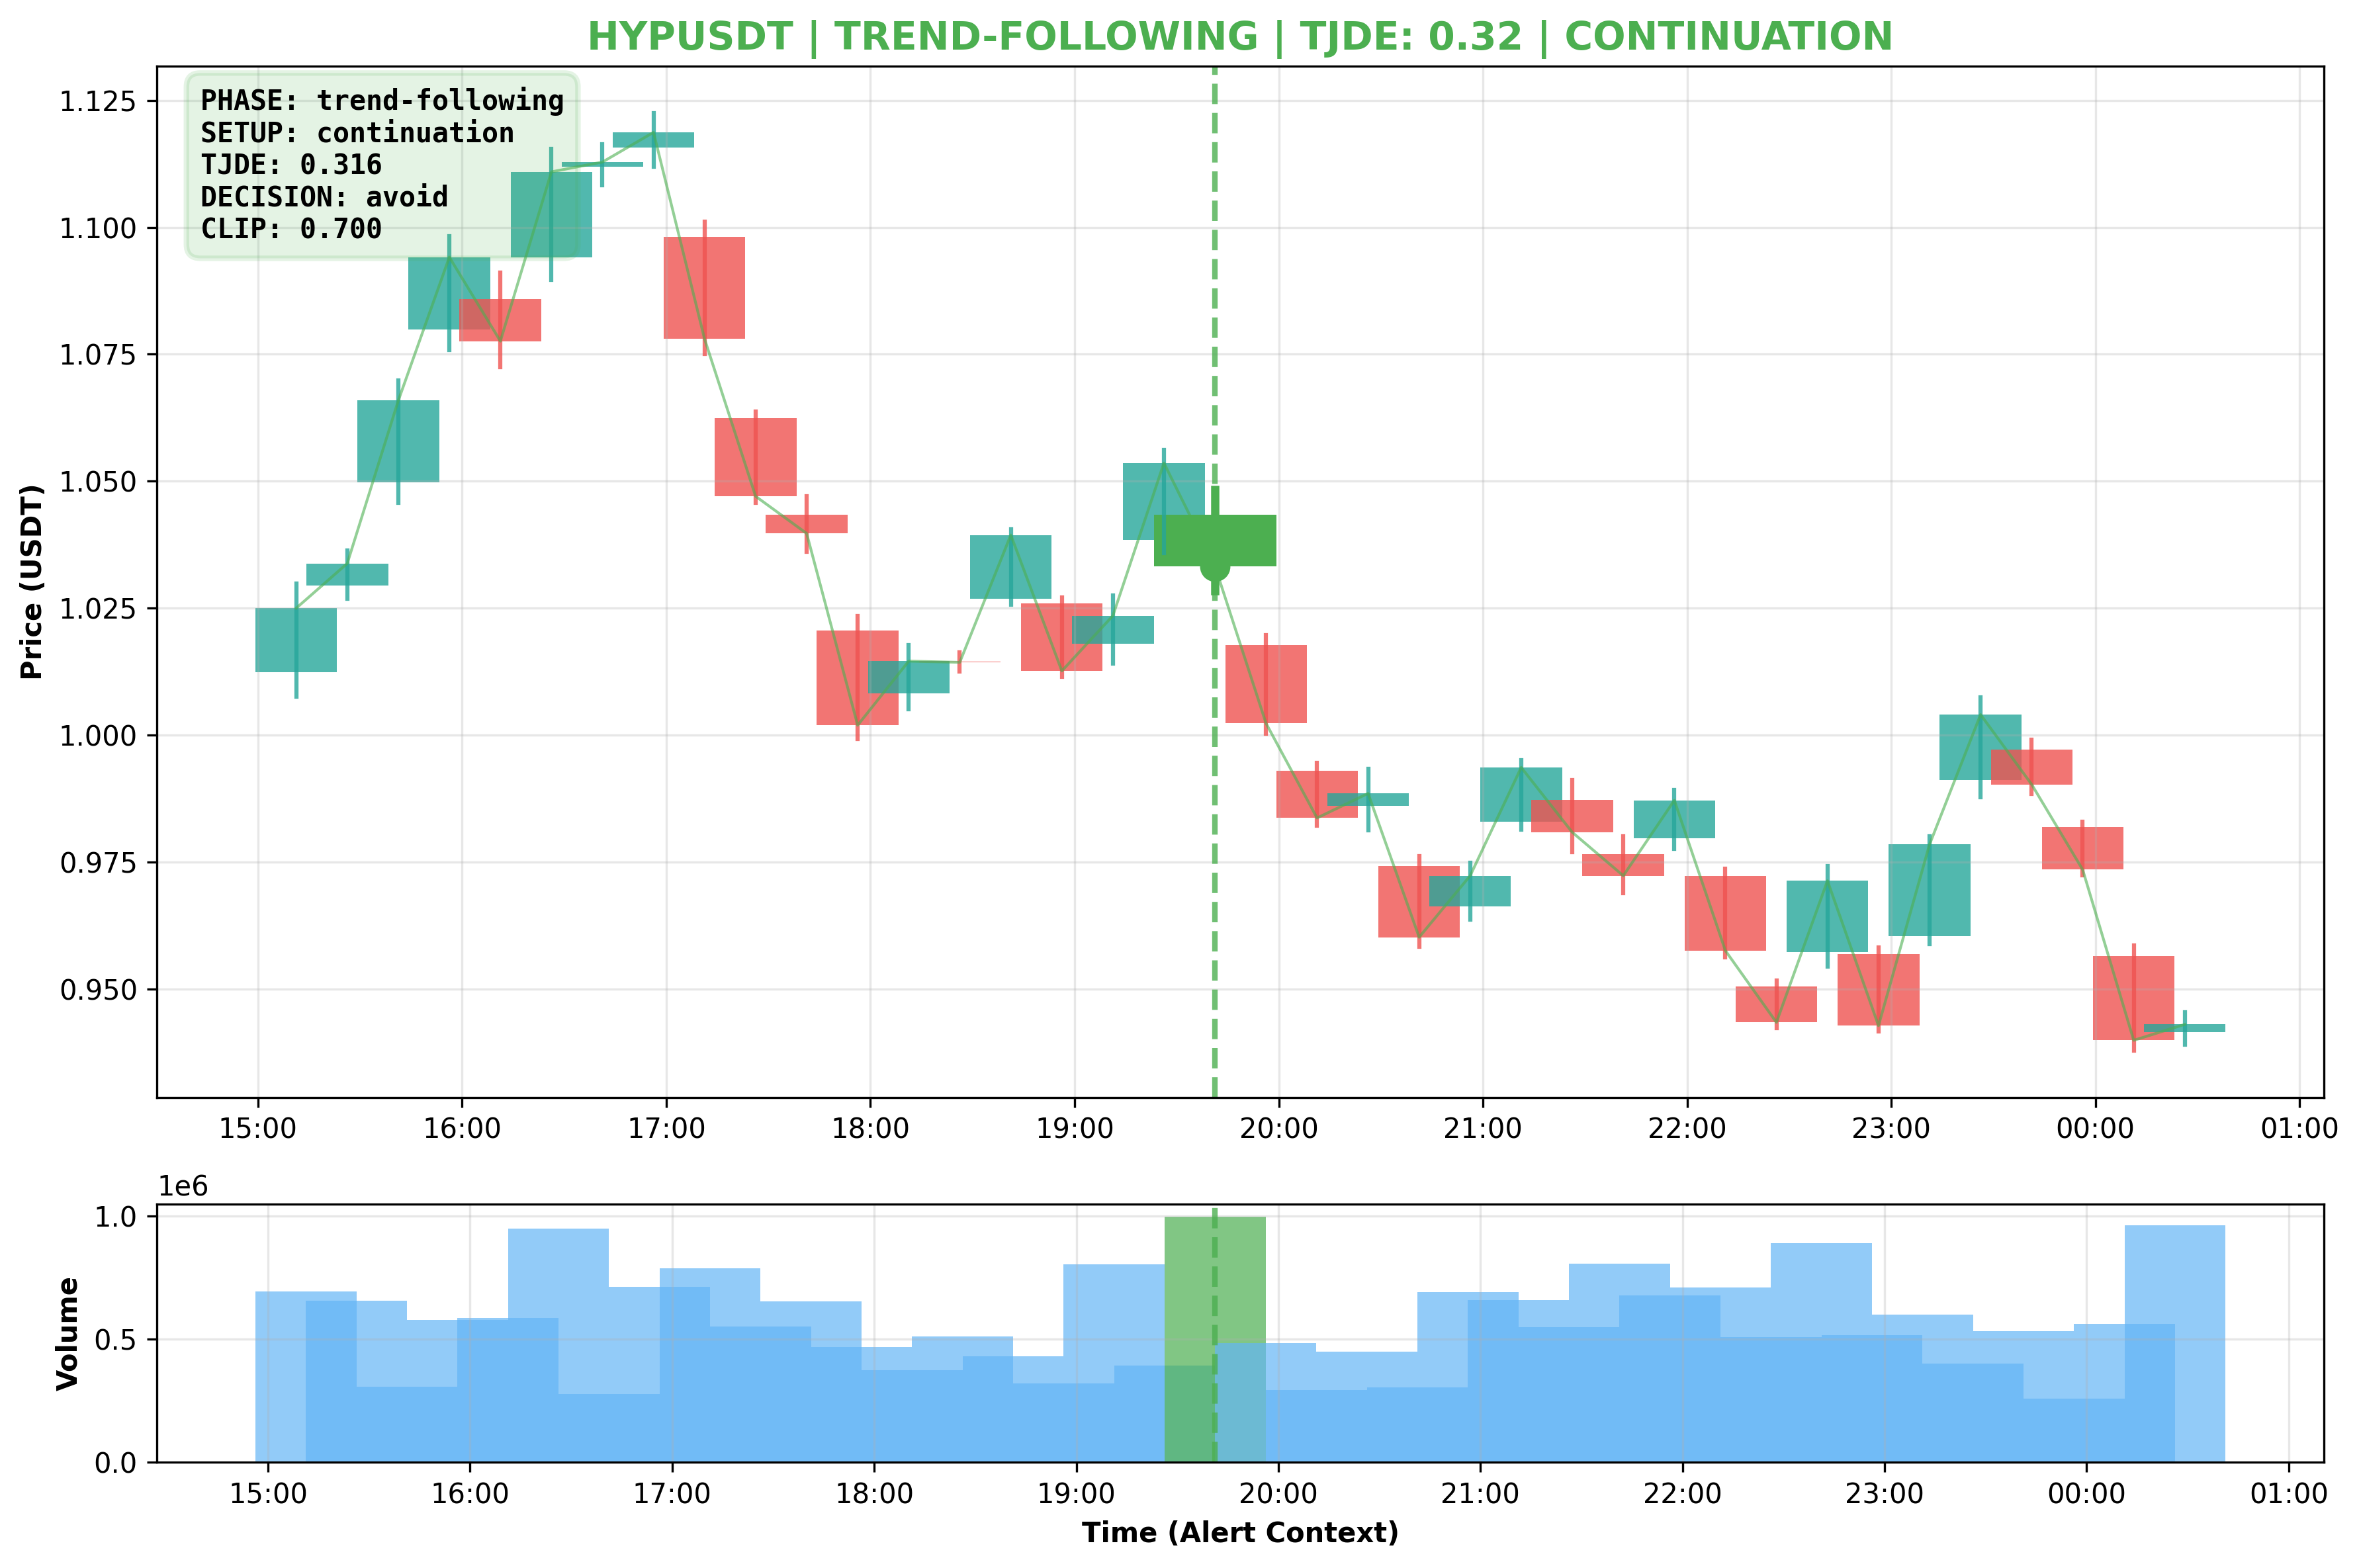 HYPUSDT | TREND-FOLLOWING | TJDE: 0.32 | CONTINUATION
PHASE: trend-following
SETUP: continuation
TJDE: 0.316
DECISION: avoid
CLIP: 0.700
Price (USDT)
1.125
1.100
1.075
1.050
1.025
1.000
0.975
0.950
15:00 16:00 17:00 18:00 19:00 20:00 21:00 22:00 23:00 00:00 01:00
1e6
Volume
1.0
0.5
0.0
15:00 16:00 17:00 18:00 19:00 20:00 21:00 22:00 23:00 00:00 01:00
Time (Alert Context)